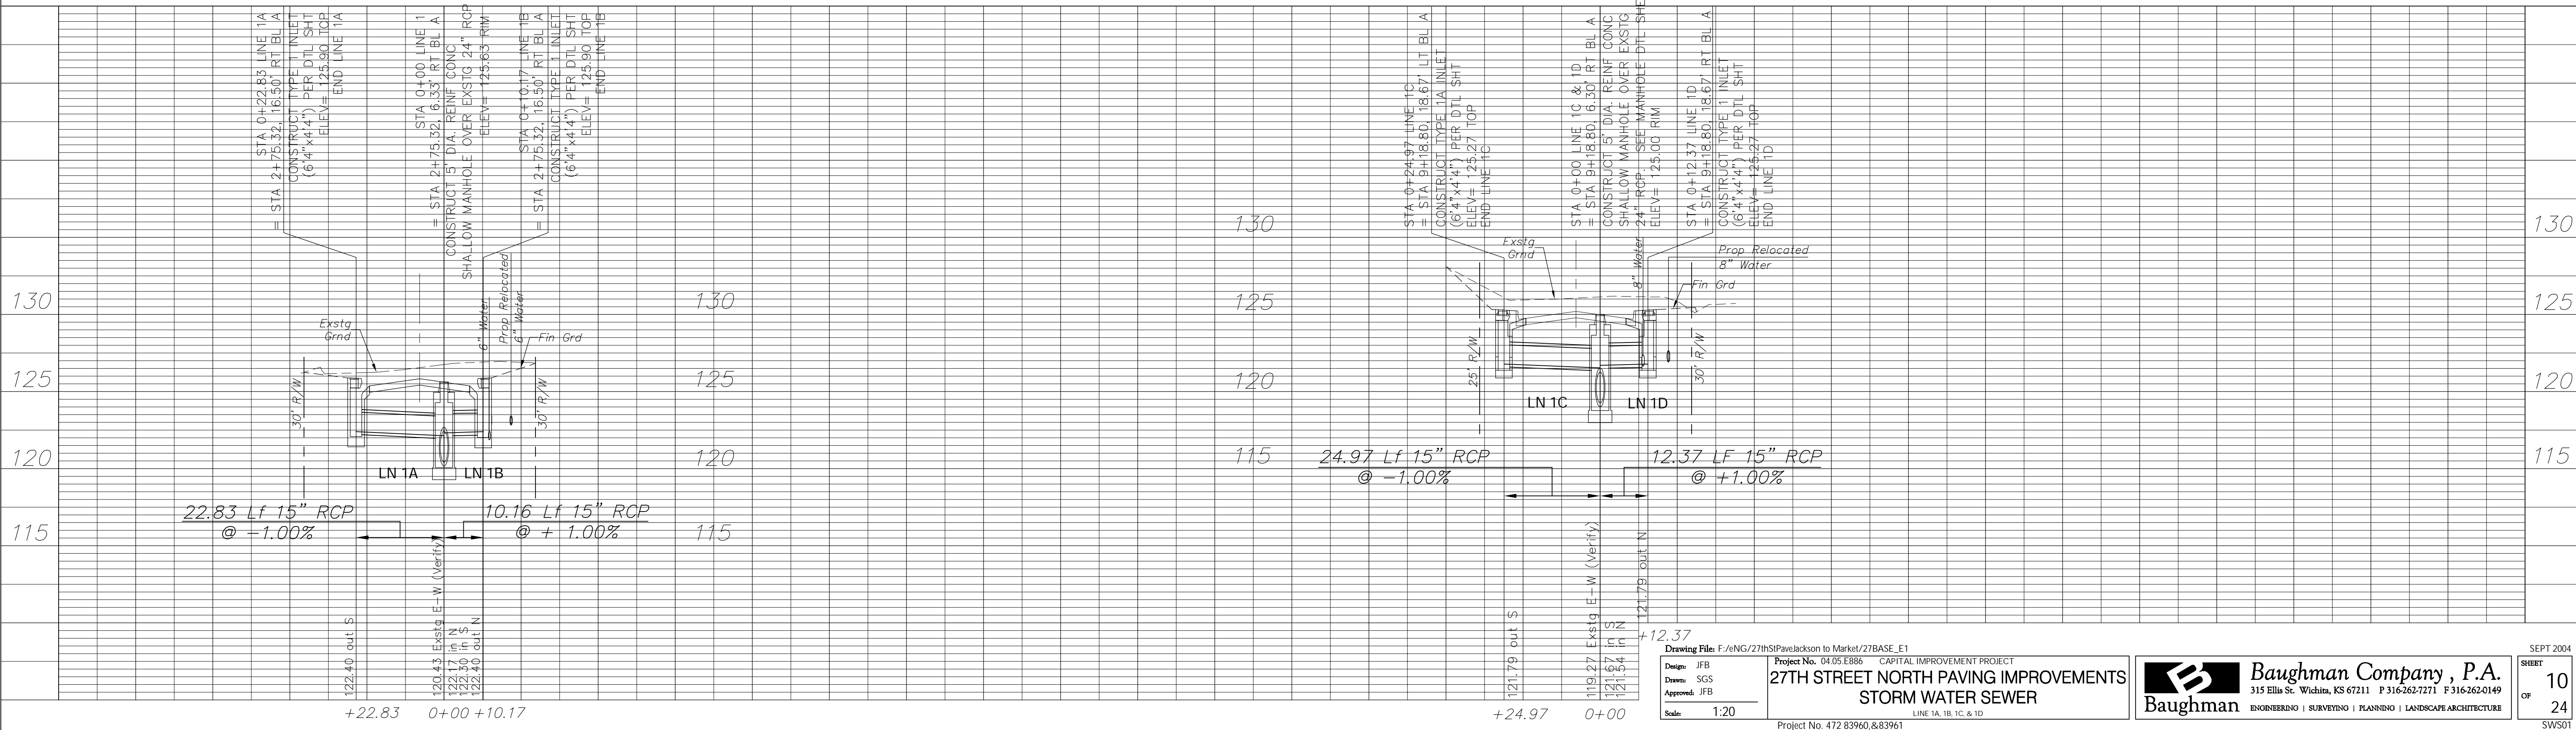 STA 0+22.83 LINE 1A
= STA 2+75.32, 16.50' RT BL A
CONSTRUCT TYPE 1 INLET
(6'4"x4'4") PER DTL SHT
ELEV= 125.90 TOP
END LINE 1A
STA 0+00 LINE 1
= STA 2+75.32, 6.33' RT BL A
CONSTRUCT 5' DIA. REINF CONC
SHALLOW MANHOLE OVER EXSTG 24" RCP
ELEV= 125.63 RIM
STA 0+10.17 LINE 1B
= STA 2+75.32, 16.50' RT BL A
CONSTRUCT TYPE 1 INLET
(6'4"x4'4") PER DTL SHT
ELEV= 125.90 TOP
END LINE 1B
130
125
120
115
Exstg
Grnd
6" Water
Prop Relocated
6" Water
Fin Grd
30' R/W
30' R/W
LN 1A
LN 1B
22.83 Lf 15" RCP
@ -1.00%
10.16 Lf 15" RCP
@ + 1.00%
130
125
120
115
122.40 out S
120.43 Exstg E-W (Verify)
122.17 in N
122.30 in S
122.40 out N
+22.83
0+00
+10.17
STA 0+24.97 LINE 1C
= STA 9+18.80, 18.67' LT BL A
CONSTRUCT TYPE 1A INLET
(6'4"x4'4") PER DTL SHT
ELEV= 125.27 TOP
END LINE 1C
STA 0+00 LINE 1C & 1D
= STA 9+18.80, 6.30' RT BL A
CONSTRUCT 5' DIA. REINF CONC
SHALLOW MANHOLE OVER EXSTG
24" RCP. SEE MANHOLE DTL SHE
ELEV= 125.00 RIM
STA 0+12.37 LINE 1D
= STA 9+18.80, 18.67' RT BL A
CONSTRUCT TYPE 1 INLET
(6'4"x4'4") PER DTL SHT
ELEV= 125.27 TOP
END LINE 1D
130
125
120
115
Exstg
Grnd
8" Water
Prop Relocated
8" Water
Fin Grd
25' R/W
30' R/W
LN 1C
LN 1D
24.97 Lf 15" RCP
@ -1.00%
12.37 LF 15" RCP
@ +1.00%
130
125
120
115
121.79 out S
119.27 Exstg E-W (Verify)
121.67 in S
121.54 in N
121.79 out N
+24.97
0+00
+12.37
Drawing File: F:/eNG/27thStPaveJackson to Market/27BASE_E1
Design: JFB
Drawn: SGS
Approved: JFB
Scale: 1:20
Project No. 04.05.E886 CAPITAL IMPROVEMENT PROJECT
27TH STREET NORTH PAVING IMPROVEMENTS
STORM WATER SEWER
LINE 1A, 1B, 1C, & 1D
Project No. 472 83960,&83961
Baughman
Baughman Company, P.A.
315 Ellis St. Wichita, KS 67211 P 316-262-7271 F 316-262-0149
ENGINEERING | SURVEYING | PLANNING | LANDSCAPE ARCHITECTURE
SEPT 2004
SHEET
10
OF
24
SWS01